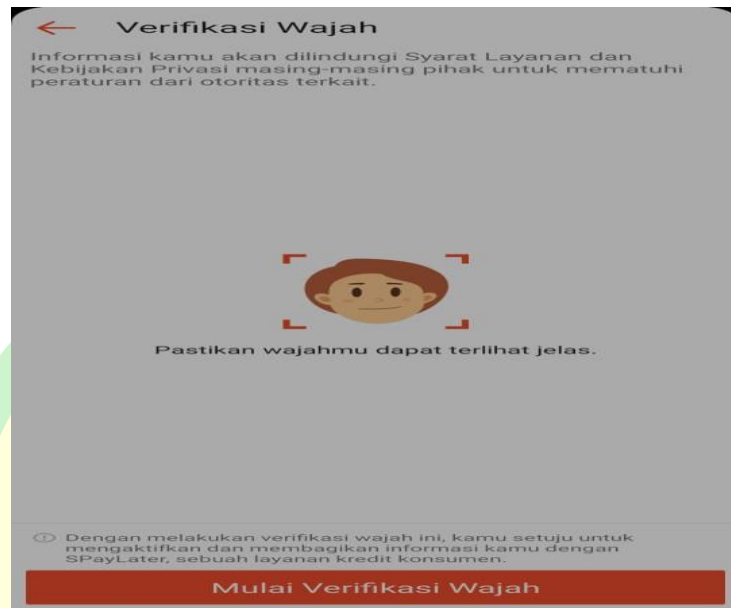 Verifikasi Wajah
Informasi kamu akan dilindungi Syarat Layanan dan
Kebijakan Privasi masing-masing pihak untuk mematuhi
peraturan dari otoritas terkait.
Pastikan wajahmu dapat terlihat jelas.
Dengan melakukan verifikasi wajah ini, kamu setuju untuk
mengaktifkan dan membagikan informasi kamu dengan
SPayLater, sebuah layanan kredit konsumen.
Mulai Verifikasi Wajah